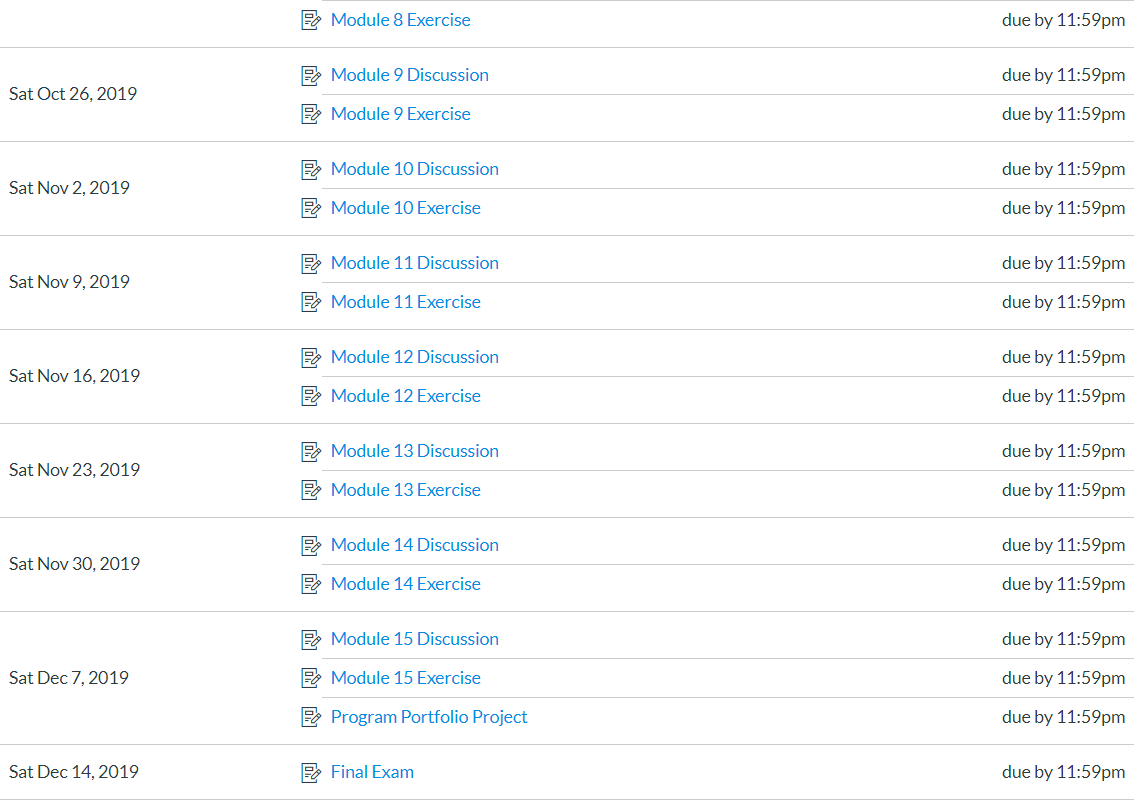 Module 8 Exercise due by 11:59pm
Sat Oct 26, 2019
Module 9 Discussion due by 11:59pm
Module 9 Exercise due by 11:59pm
Sat Nov 2, 2019
Module 10 Discussion due by 11:59pm
Module 10 Exercise due by 11:59pm
Sat Nov 9, 2019
Module 11 Discussion due by 11:59pm
Module 11 Exercise due by 11:59pm
Sat Nov 16, 2019
Module 12 Discussion due by 11:59pm
Module 12 Exercise due by 11:59pm
Sat Nov 23, 2019
Module 13 Discussion due by 11:59pm
Module 13 Exercise due by 11:59pm
Sat Nov 30, 2019
Module 14 Discussion due by 11:59pm
Module 14 Exercise due by 11:59pm
Sat Dec 7, 2019
Module 15 Discussion due by 11:59pm
Module 15 Exercise due by 11:59pm
Program Portfolio Project due by 11:59pm
Sat Dec 14, 2019
Final Exam due by 11:59pm